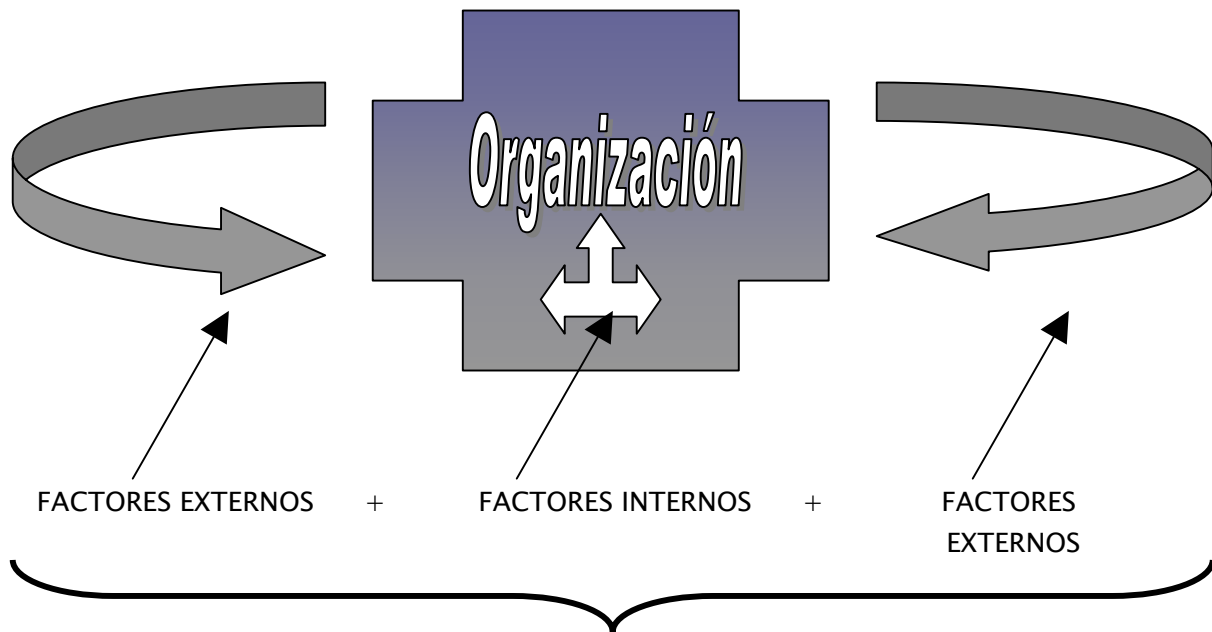 Organización
FACTORES EXTERNOS + FACTORES INTERNOS + FACTORES
EXTERNOS